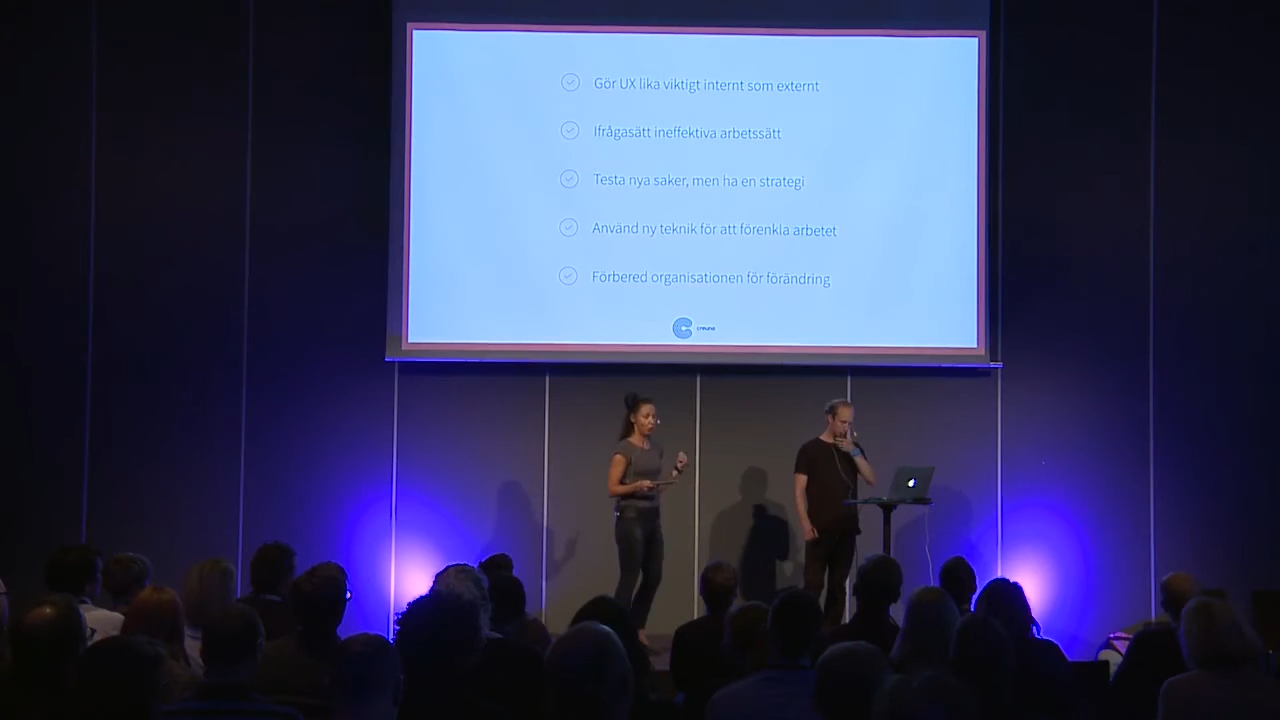 Gör UX lika viktigt internt som externt
Ifrågasätt ineffektiva arbetssätt
Testa nya saker, men ha en strategi
Använd ny teknik för att förenkla arbetet
Förbered organisationen för förändring
creuna